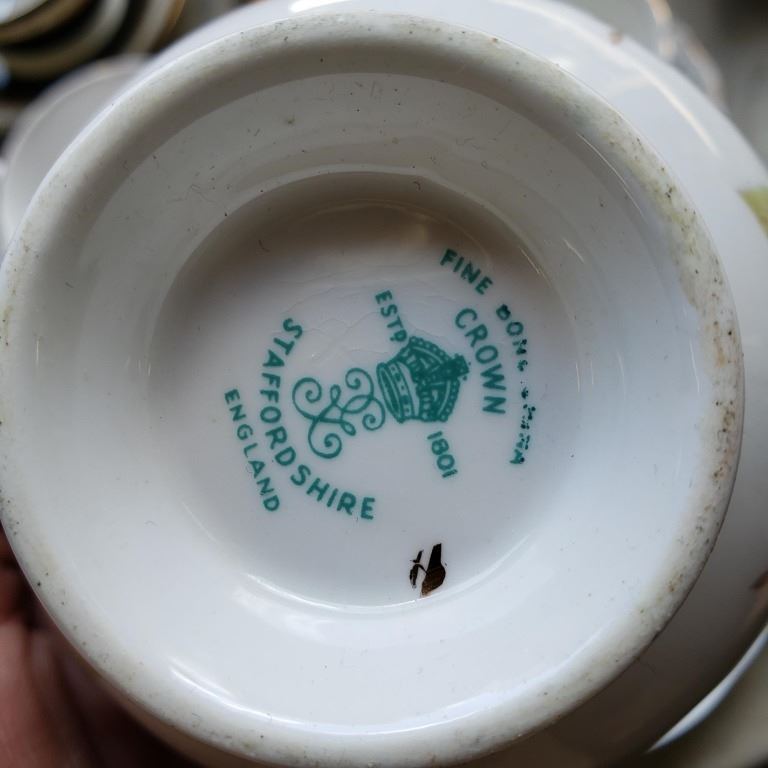 FINE BONE CHINA
CROWN
ESTD 1801
STAFFORDSHIRE
ENGLAND